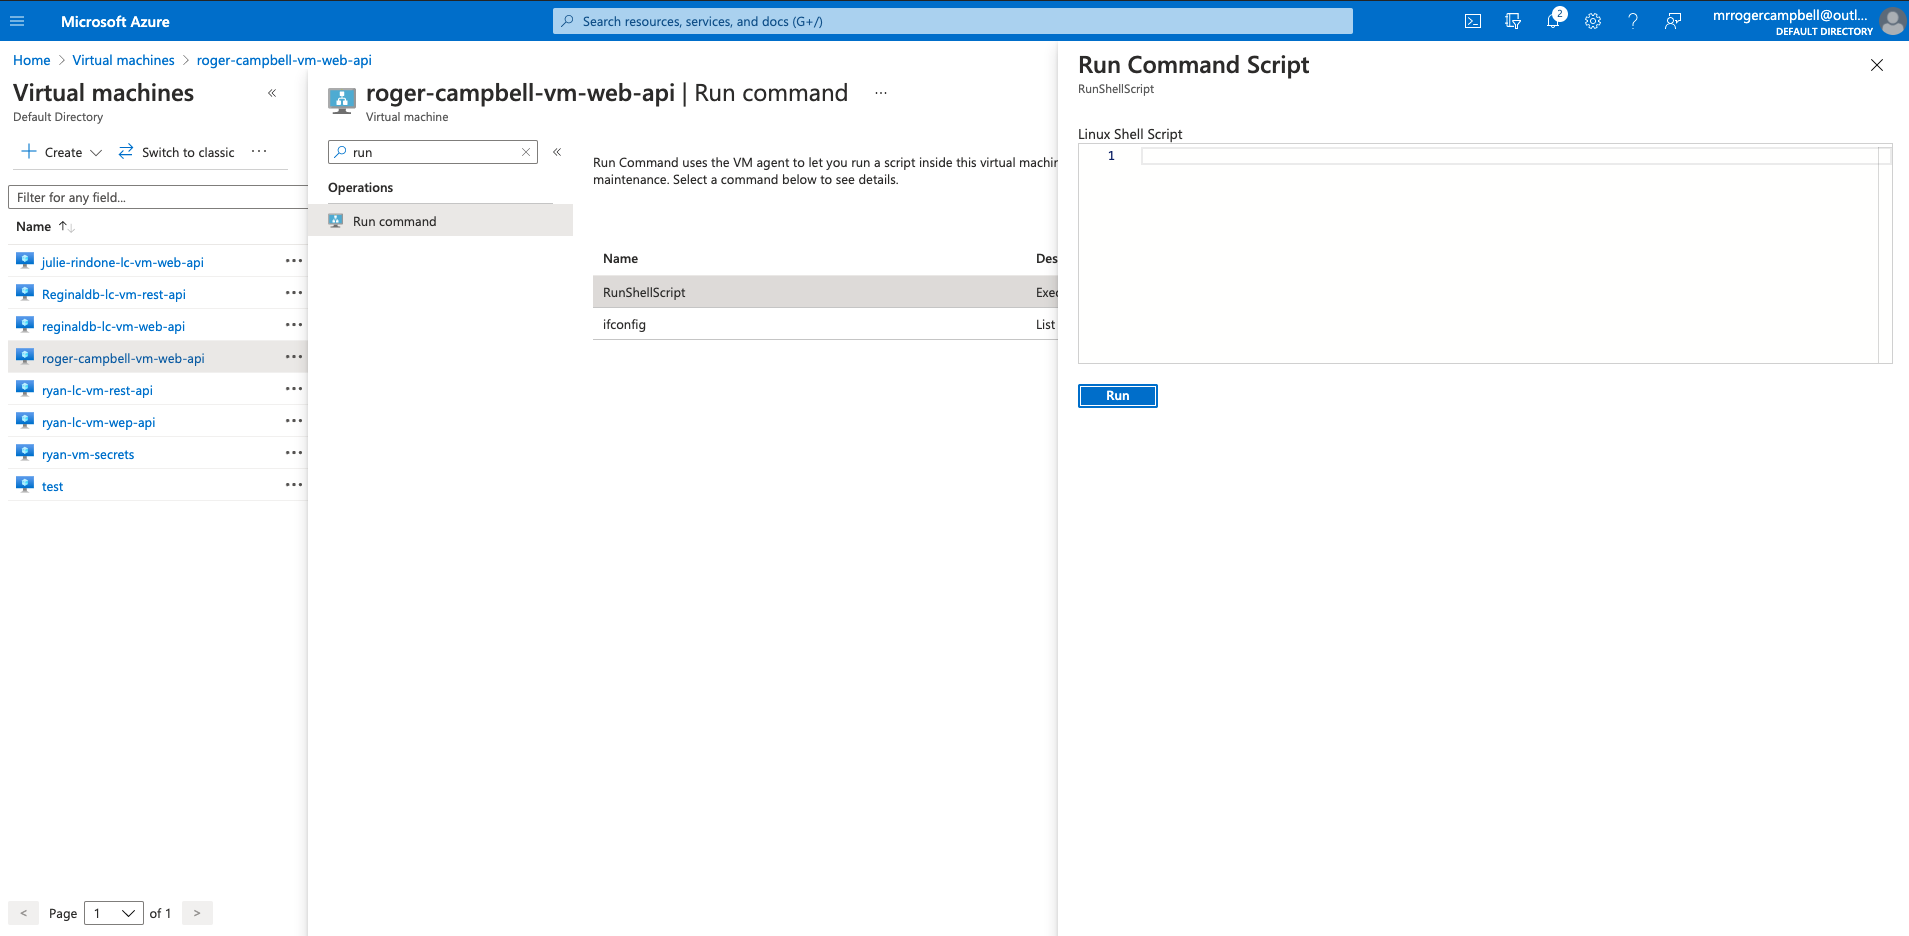 Microsoft Azure
Search resources, services, and docs (G+/)
2
mrrogercampbell@outl...
DEFAULT DIRECTORY
Home > Virtual machines > roger-campbell-vm-web-api
Virtual machines «
Default Directory
+ Create Switch to classic ···
Filter for any field...
Name ↑↓
julie-rindone-lc-vm-web-api ···
Reginaldb-lc-vm-rest-api ···
reginaldb-lc-vm-web-api ···
roger-campbell-vm-web-api ···
ryan-lc-vm-rest-api ···
ryan-lc-vm-wep-api ···
ryan-vm-secrets ···
test ···
< Page 1 of 1 >
roger-campbell-vm-web-api | Run command ···
Virtual machine
run «
Operations
Run command
Run Command uses the VM agent to let you run a script inside this virtual machin
maintenance. Select a command below to see details.
Name Des
RunShellScript Exec
ifconfig List
Run Command Script
RunShellScript
Linux Shell Script
1
Run